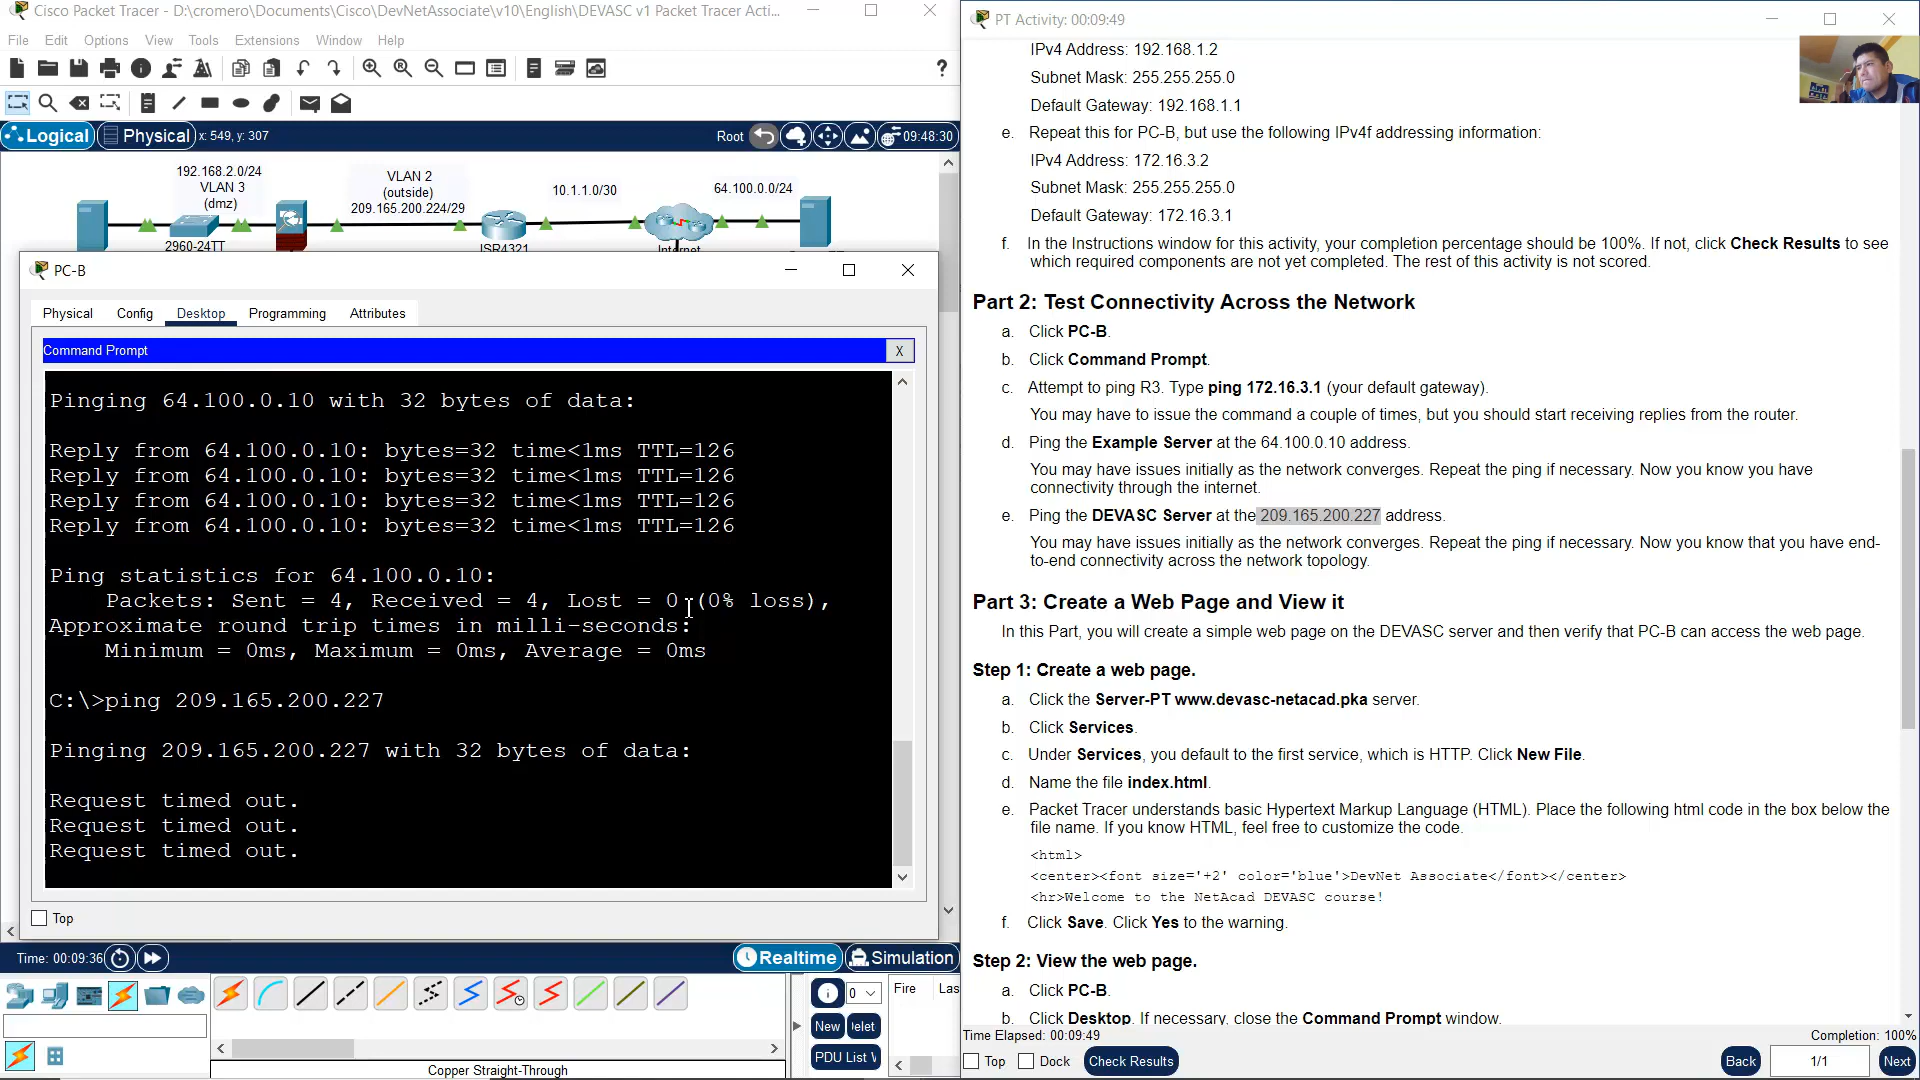 Cisco Packet Tracer - D:\cromero\Documents\Cisco\DevNetAssociate\v10\English\DEVASC v1 Packet Tracer Acti...
File Edit Options View Tools Extensions Window Help
?
Logical Physical x: 549, y: 307 Root 09:48:30
192.168.2.0/24
VLAN 3
(dmz)
VLAN 2
(outside)
209.165.200.224/29
10.1.1.0/30
64.100.0.0/24
2960-24TT
ISR4321
Internet
PC-B
Physical Config Desktop Programming Attributes
Command Prompt X
Pinging 64.100.0.10 with 32 bytes of data:
Reply from 64.100.0.10: bytes=32 time<1ms TTL=126
Reply from 64.100.0.10: bytes=32 time<1ms TTL=126
Reply from 64.100.0.10: bytes=32 time<1ms TTL=126
Reply from 64.100.0.10: bytes=32 time<1ms TTL=126
Ping statistics for 64.100.0.10:
Packets: Sent = 4, Received = 4, Lost = 0 (0% loss),
Approximate round trip times in milli-seconds:
Minimum = 0ms, Maximum = 0ms, Average = 0ms
C:\>ping 209.165.200.227
Pinging 209.165.200.227 with 32 bytes of data:
Request timed out.
Request timed out.
Request timed out.
Top
Time: 00:09:36 Realtime Simulation
0 Fire Las
New elet
PDU List
Copper Straight-Through
PT Activity: 00:09:49
IPv4 Address: 192.168.1.2
Subnet Mask: 255.255.255.0
Default Gateway: 192.168.1.1
e. Repeat this for PC-B, but use the following IPv4f addressing information:
IPv4 Address: 172.16.3.2
Subnet Mask: 255.255.255.0
Default Gateway: 172.16.3.1
f. In the Instructions window for this activity, your completion percentage should be 100%. If not, click Check Results to see
which required components are not yet completed. The rest of this activity is not scored.
Part 2: Test Connectivity Across the Network
a. Click PC-B.
b. Click Command Prompt.
c. Attempt to ping R3. Type ping 172.16.3.1 (your default gateway).
You may have to issue the command a couple of times, but you should start receiving replies from the router.
d. Ping the Example Server at the 64.100.0.10 address.
You may have issues initially as the network converges. Repeat the ping if necessary. Now you know you have
connectivity through the internet.
e. Ping the DEVASC Server at the 209.165.200.227 address.
You may have issues initially as the network converges. Repeat the ping if necessary. Now you know that you have end-
to-end connectivity across the network topology.
Part 3: Create a Web Page and View it
In this Part, you will create a simple web page on the DEVASC server and then verify that PC-B can access the web page.
Step 1: Create a web page.
a. Click the Server-PT www.devasc-netacad.pka server.
b. Click Services.
c. Under Services, you default to the first service, which is HTTP. Click New File.
d. Name the file index.html.
e. Packet Tracer understands basic Hypertext Markup Language (HTML). Place the following html code in the box below the
file name. If you know HTML, feel free to customize the code.
<html>
<center><font size='+2' color='blue'>DevNet Associate</font></center>
<hr>Welcome to the NetAcad DEVASC course!
f. Click Save. Click Yes to the warning.
Step 2: View the web page.
a. Click PC-B.
b. Click Desktop. If necessary, close the Command Prompt window.
Time Elapsed: 00:09:49 Completion: 100%
Top Dock Check Results Back 1/1 Next